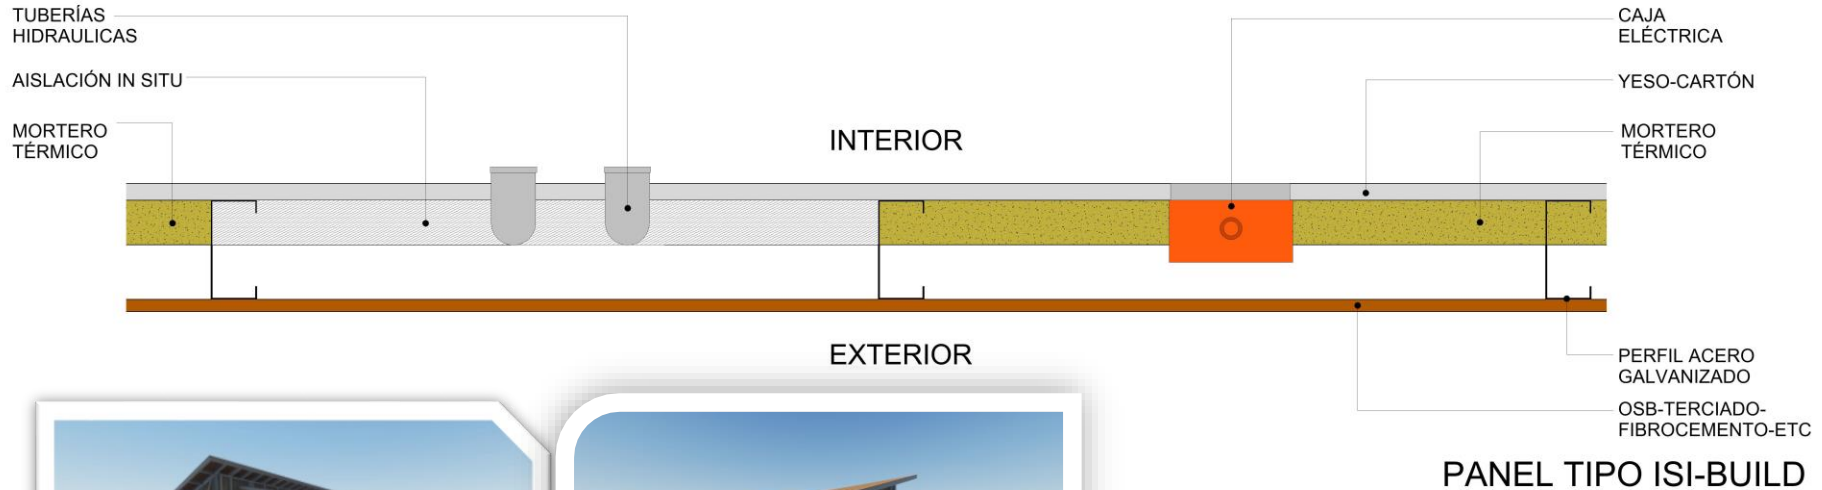 TUBERÍAS
HIDRAULICAS
AISLACIÓN IN SITU
MORTERO
TÉRMICO
INTERIOR
CAJA
ELÉCTRICA
YESO-CARTÓN
MORTERO
TÉRMICO
EXTERIOR
PERFIL ACERO
GALVANIZADO
OSB-TERCIADO-
FIBROCEMENTO-ETC
PANEL TIPO ISI-BUILD